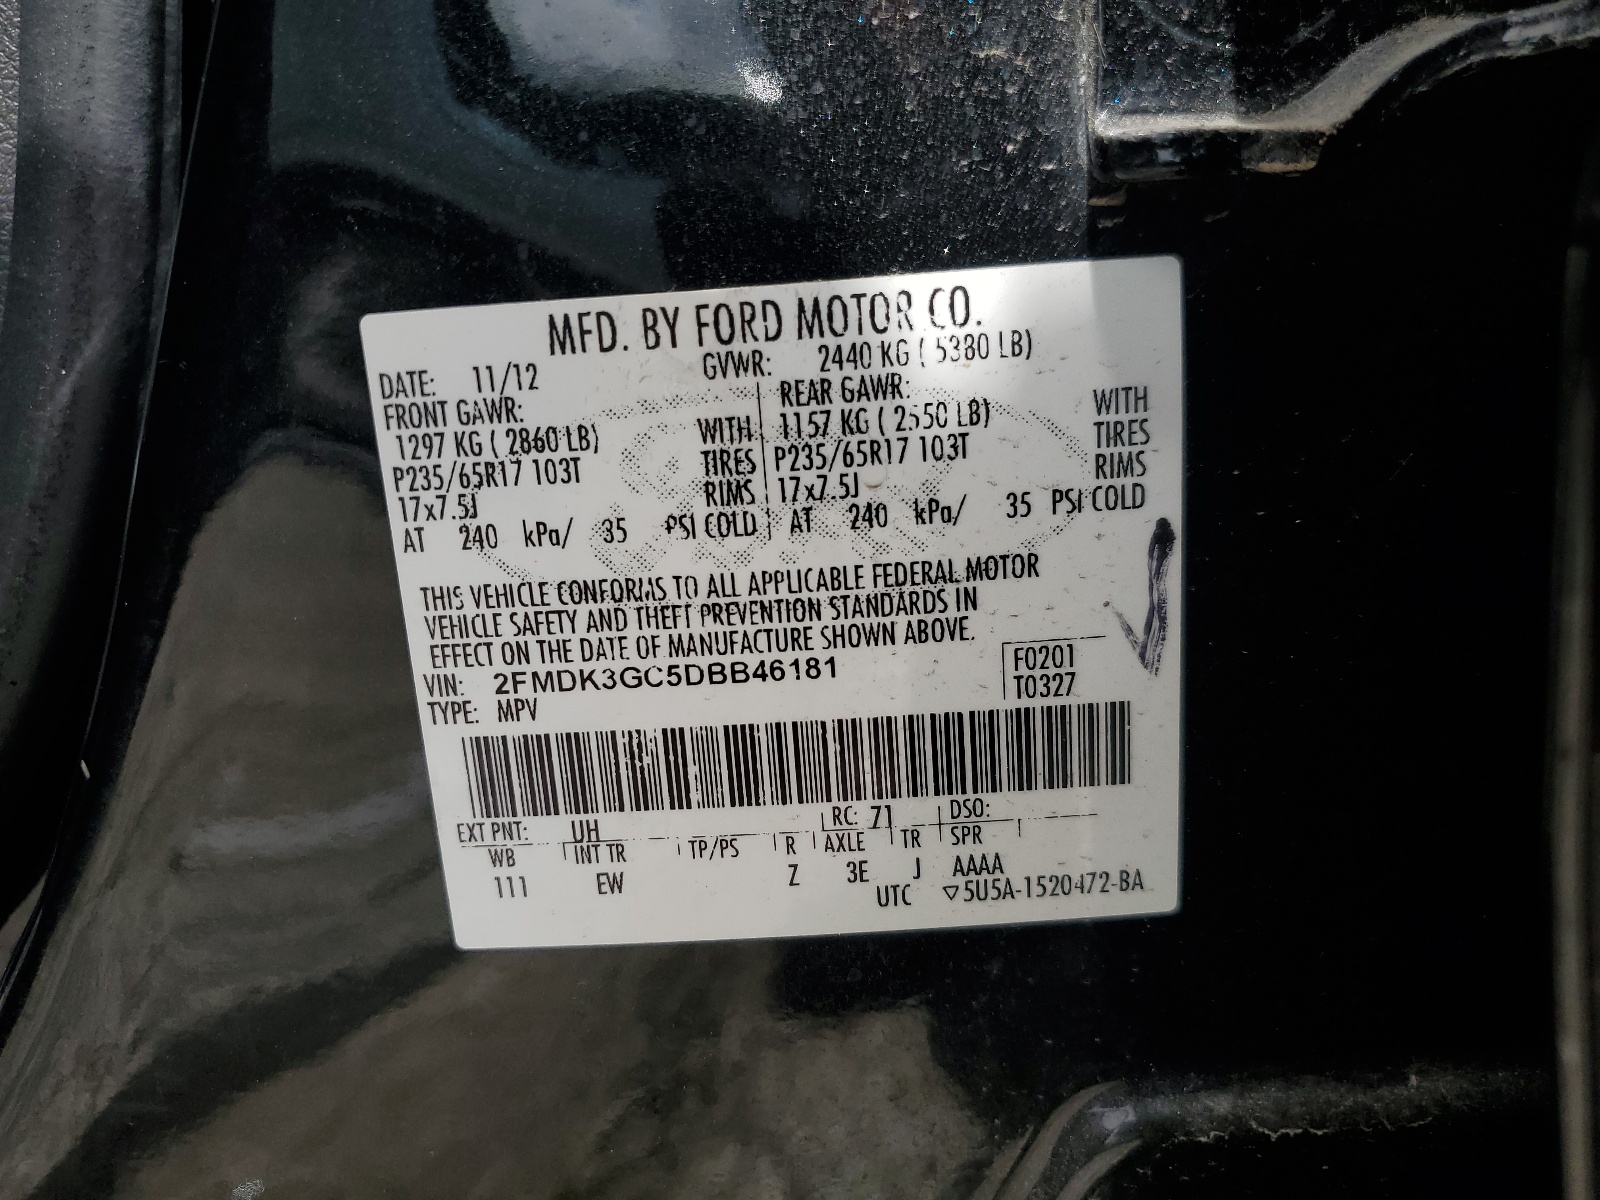 MFD. BY FORD MOTOR CO.
DATE: 11/12 GVWR: 2440 KG ( 5380 LB)
FRONT GAWR: REAR GAWR:
1297 KG ( 2860 LB) WITH 1157 KG ( 2550 LB) WITH
P235/65R17 103T TIRES P235/65R17 103T TIRES
17x7.5J RIMS 17x7.5J RIMS
AT 240 kPa/ 35 PSI COLD AT 240 kPa/ 35 PSI COLD
THIS VEHICLE CONFORMS TO ALL APPLICABLE FEDERAL MOTOR
VEHICLE SAFETY AND THEFT PREVENTION STANDARDS IN
EFFECT ON THE DATE OF MANUFACTURE SHOWN ABOVE.
VIN: 2FMDK3GC5DBB46181 F0201
TYPE: MPV T0327
EXT PNT: UH RC: 71 DSO:
WB INT TR TP/PS R AXLE TR SPR
111 EW Z 3E J AAAA
UTC ▽5U5A-1520472-BA